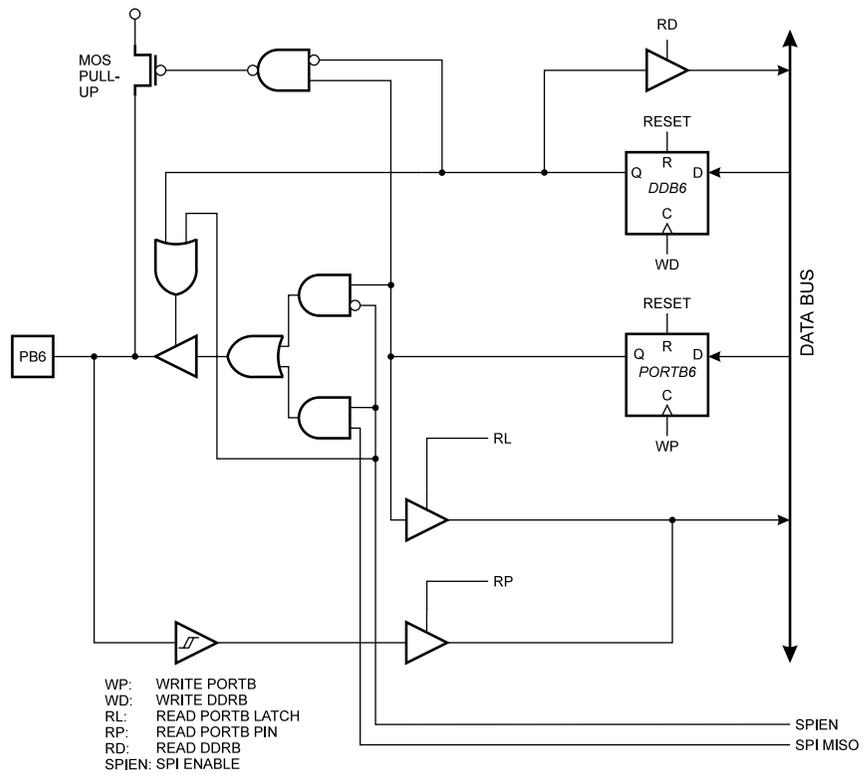 RD
MOS
PULL-
UP
RESET
R
Q
D
DDB6
C
WD
RESET
R
Q
D
PORTB6
C
WP
DATA BUS
PB6
RL
RP
WP: WRITE PORTB
WD: WRITE DDRB
RL: READ PORTB LATCH
RP: READ PORTB PIN
RD: READ DDRB
SPIEN: SPI ENABLE
SPIEN
SPI MISO